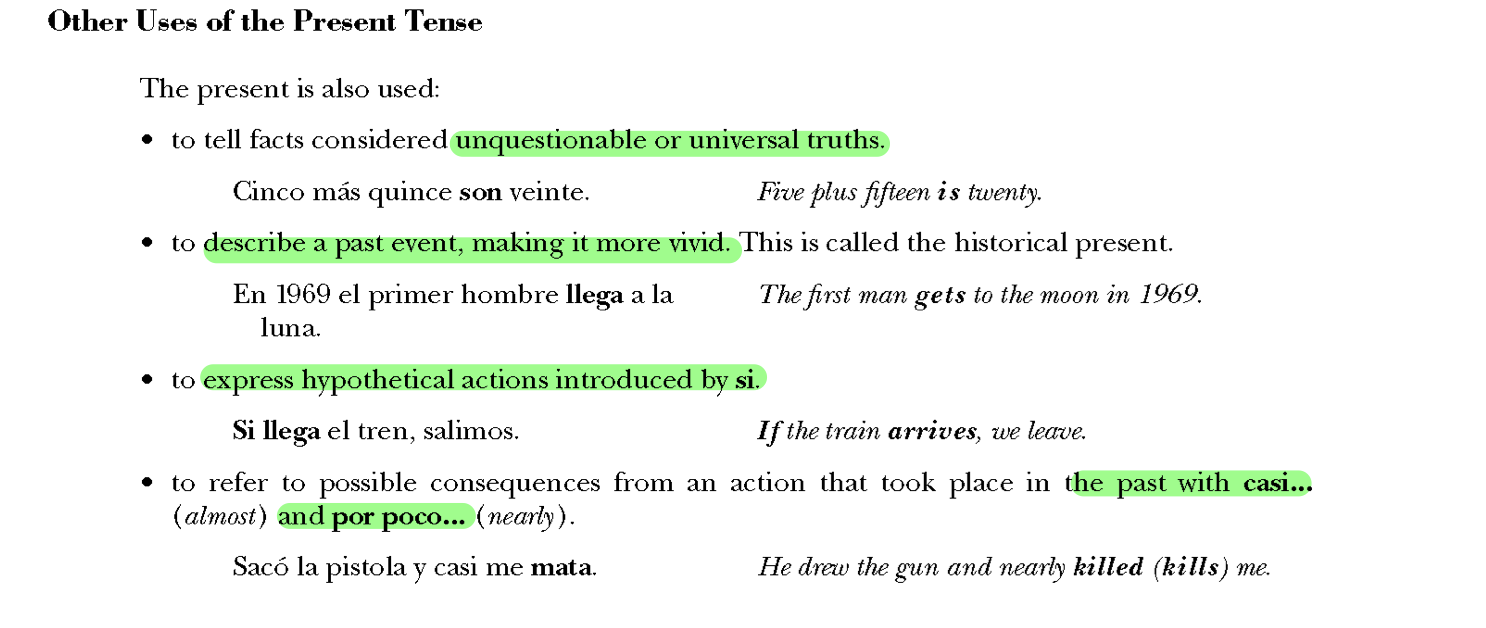 Other Uses of the Present Tense
The present is also used:
• to tell facts considered unquestionable or universal truths.
Cinco más quince son veinte. Five plus fifteen is twenty.
• to describe a past event, making it more vivid. This is called the historical present.
En 1969 el primer hombre llega a la The first man gets to the moon in 1969.
luna.
• to express hypothetical actions introduced by si.
Si llega el tren, salimos. If the train arrives, we leave.
• to refer to possible consequences from an action that took place in the past with casi...
(almost) and por poco... (nearly).
Sacó la pistola y casi me mata. He drew the gun and nearly killed (kills) me.